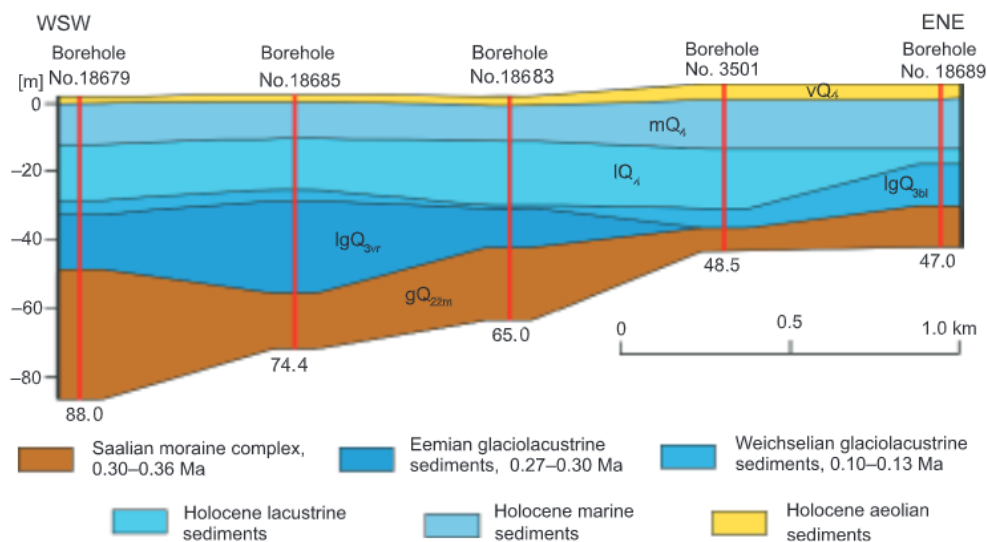 WSW
ENE
Borehole
No.18679
Borehole
No.18685
Borehole
No.18683
Borehole
No. 3501
Borehole
No. 18689
[m]
0
–20
–40
–60
–80
vQ4
mQ4
lQ4
lgQ3bl
lgQ3vr
gQ2žm
88.0
74.4
65.0
48.5
47.0
0
0.5
1.0 km
Saalian moraine complex,
0.30–0.36 Ma
Eemian glaciolacustrine
sediments, 0.27–0.30 Ma
Weichselian glaciolacustrine
sediments, 0.10–0.13 Ma
Holocene lacustrine
sediments
Holocene marine
sediments
Holocene aeolian
sediments